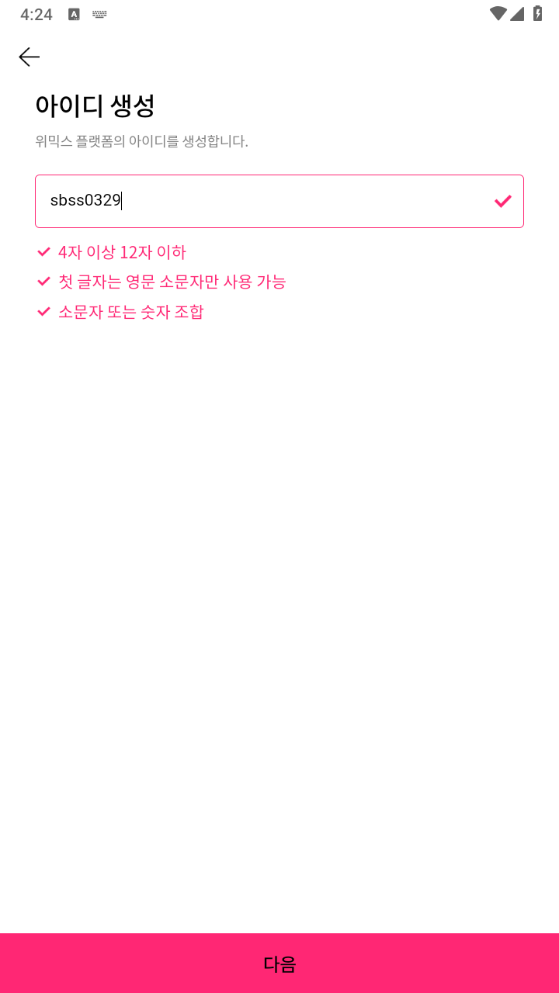 4:24
아이디 생성
위믹스 플랫폼의 아이디를 생성합니다.
sbss0329
4자 이상 12자 이하
첫 글자는 영문 소문자만 사용 가능
소문자 또는 숫자 조합
다음